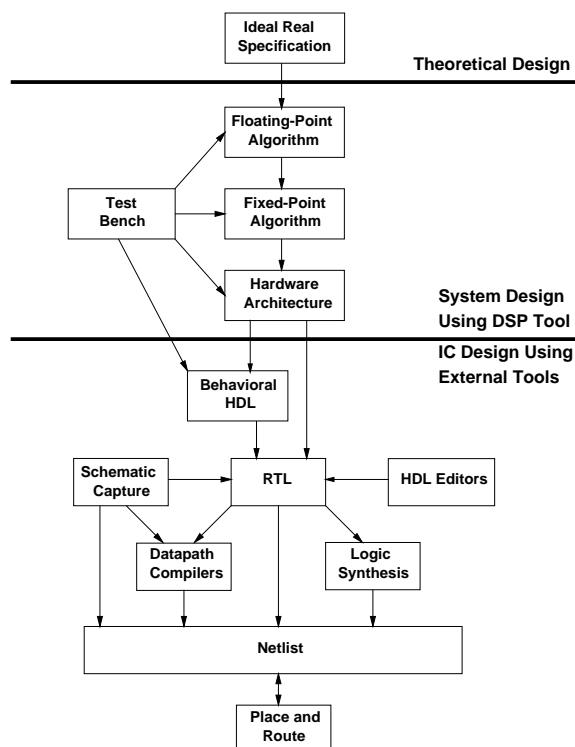 Ideal Real
Specification
Theoretical Design
Floating-Point
Algorithm
Test
Bench
Fixed-Point
Algorithm
Hardware
Architecture
System Design
Using DSP Tool
IC Design Using
External Tools
Behavioral
HDL
Schematic
Capture
RTL
HDL Editors
Datapath
Compilers
Logic
Synthesis
Netlist
Place and
Route